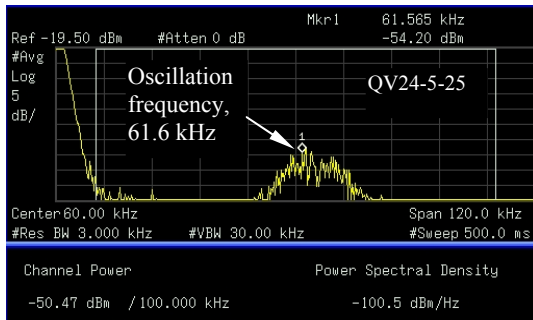 Mkr1 61.565 kHz
Ref -19.50 dBm #Atten 0 dB -54.20 dBm
#Avg
Log
5
dB/
Oscillation
frequency,
61.6 kHz
QV24-5-25
1
Center 60.00 kHz Span 120.0 kHz
#Res BW 3.000 kHz #VBW 30.00 kHz #Sweep 500.0 ms
Channel Power Power Spectral Density
-50.47 dBm / 100.000 kHz -100.5 dBm/Hz